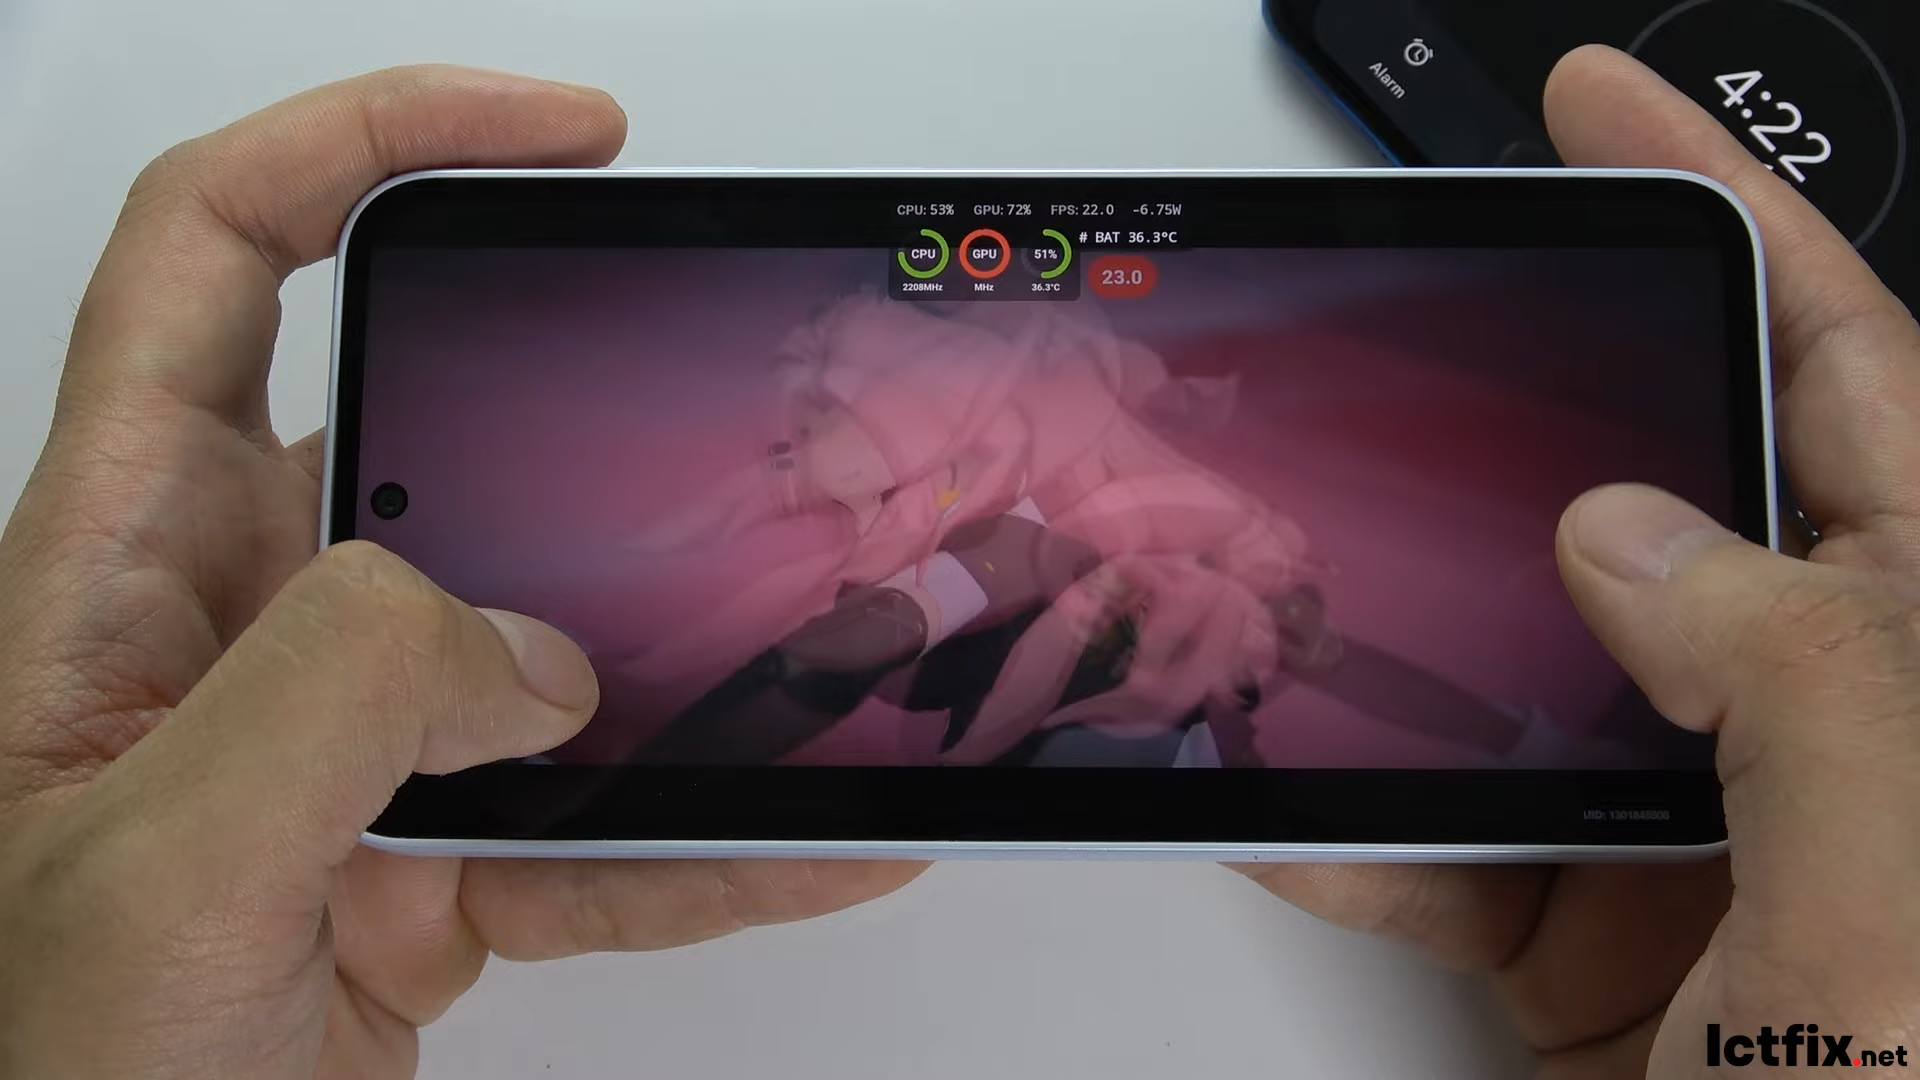 Alarm
4:22
CPU: 53% GPU: 72% FPS: 22.0 -6.75W
# BAT 36.3°C
CPU GPU 51%
23.0
2208MHz MHz 36.3°C
Ictfix.net